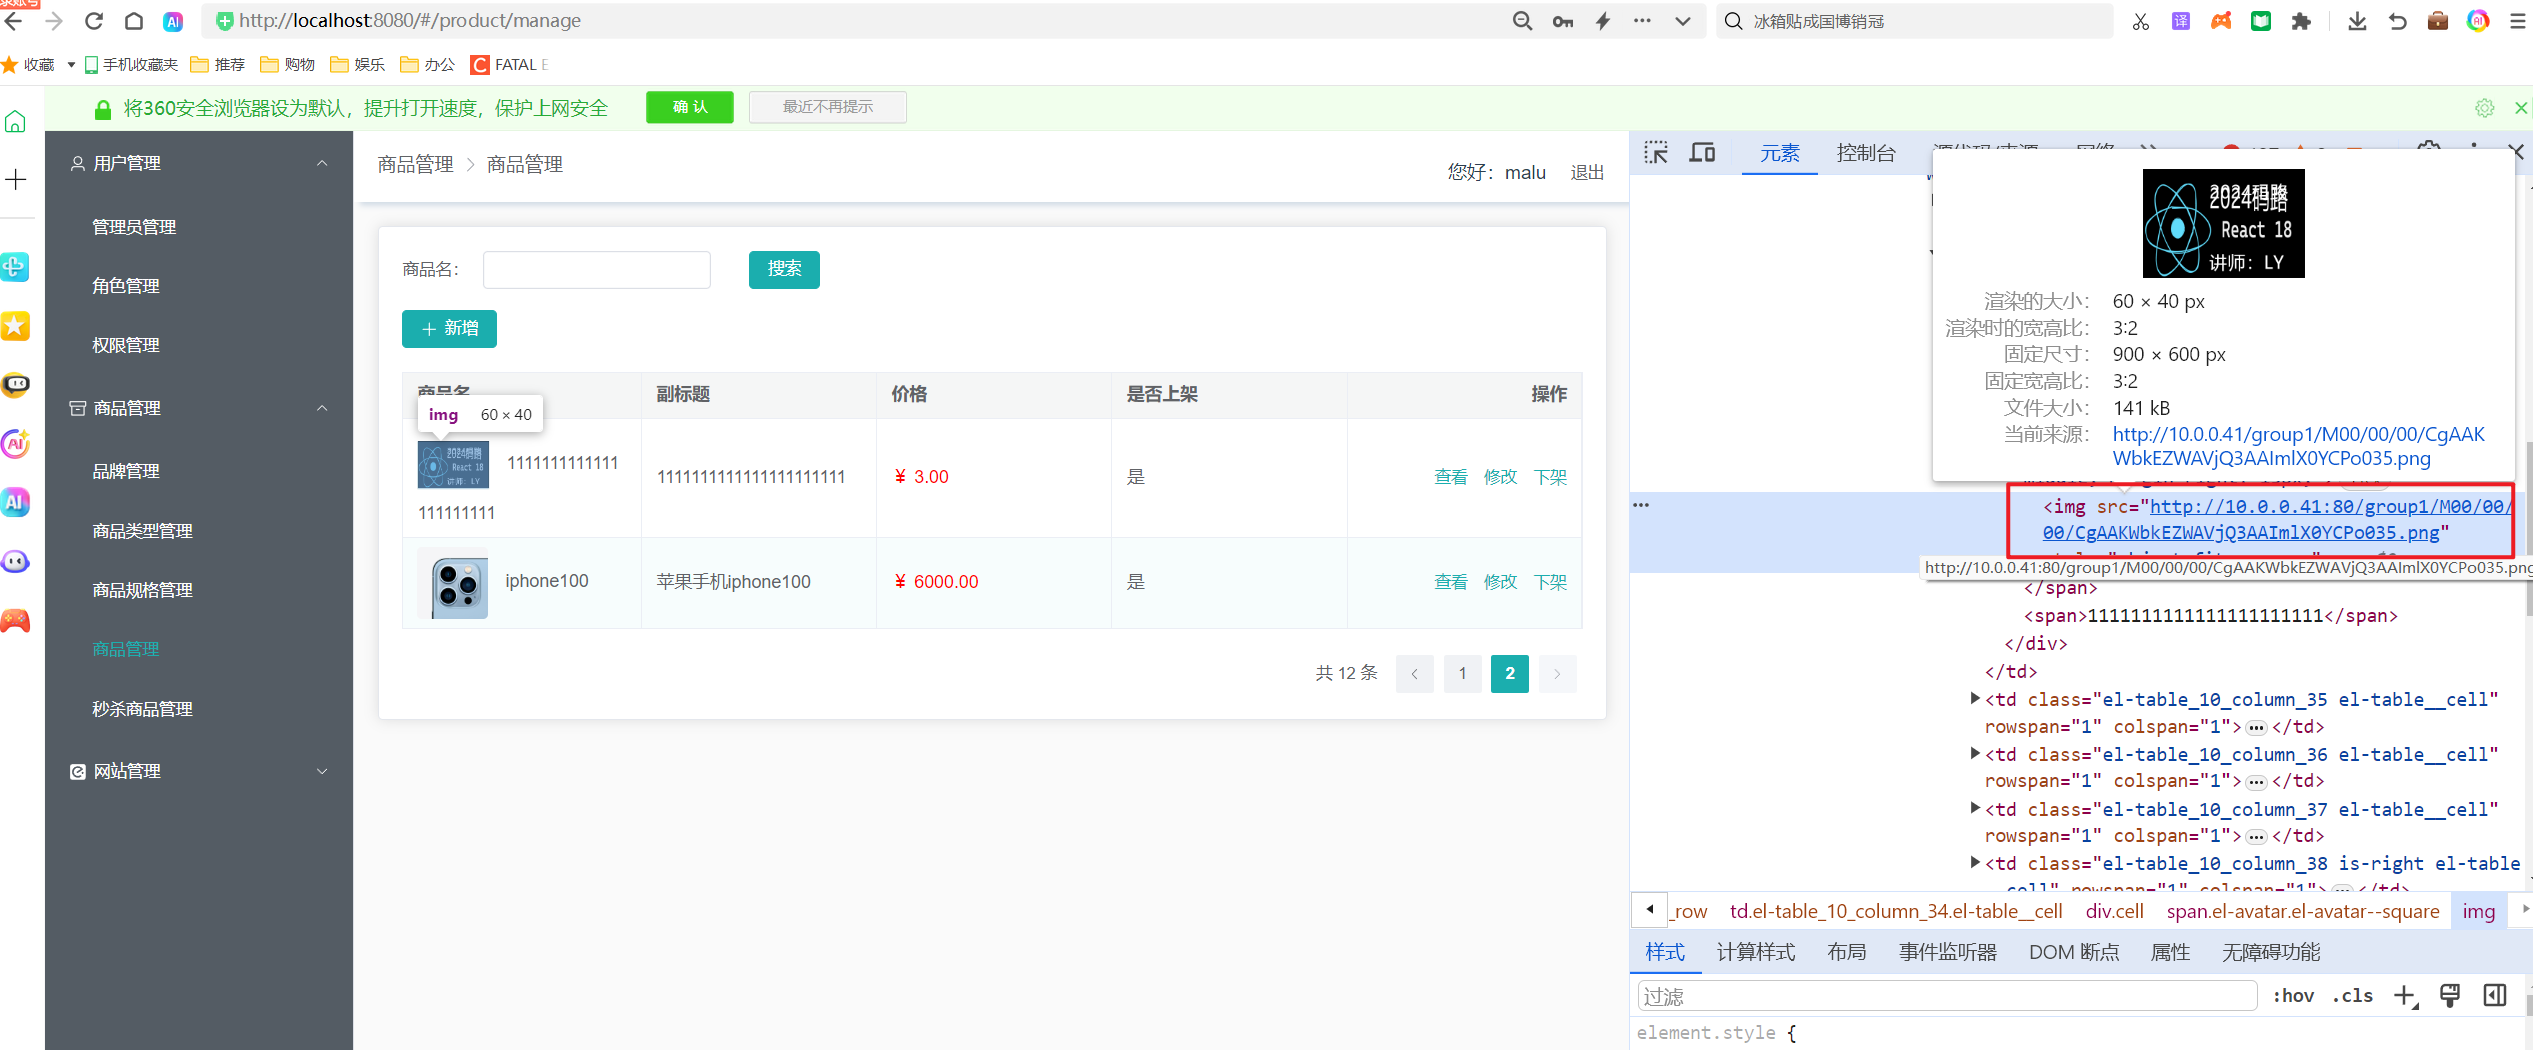 录账号
http://localhost:8080/#/product/manage
冰箱贴成国博销冠
收藏 手机收藏夹 推荐 购物 娱乐 办公 FATAL E
将360安全浏览器设为默认，提升打开速度，保护上网安全 确 认 最近不再提示
用户管理
管理员管理
角色管理
权限管理
商品管理
品牌管理
商品类型管理
商品规格管理
商品管理
秒杀商品管理
网站管理
商品管理 > 商品管理
您好：malu 退出
商品名： 搜索
+ 新增
商品名 副标题 价格 是否上架 操作
img 60 × 40
2024码路
React 18
讲师: LY
1111111111111
111111111
1111111111111111111111
¥ 3.00 是 查看 修改 下架
iphone100 苹果手机iphone100 ¥ 6000.00 是 查看 修改 下架
共 12 条 < 1 2 >
元素 控制台
2024码路
React 18
讲师: LY
渲染的大小： 60 × 40 px
渲染时的宽高比： 3∶2
固定尺寸： 900 × 600 px
固定宽高比： 3∶2
文件大小： 141 kB
当前来源： http://10.0.0.41/group1/M00/00/00/CgAAK
WbkEZWAVjQ3AAImlX0YCPo035.png
<img src="http://10.0.0.41:80/group1/M00/00/
00/CgAAKWbkEZWAVjQ3AAImlX0YCPo035.png"
http://10.0.0.41:80/group1/M00/00/00/CgAAKWbkEZWAVjQ3AAImlX0YCPo035.png
</span>
<span>1111111111111111111111</span>
</div>
</td>
<td class="el-table_10_column_35 el-table__cell"
rowspan="1" colspan="1">…</td>
<td class="el-table_10_column_36 el-table__cell"
rowspan="1" colspan="1">…</td>
<td class="el-table_10_column_37 el-table__cell"
rowspan="1" colspan="1">…</td>
<td class="el-table_10_column_38 is-right el-table
__cell" rowspan="1" colspan="1">…</td>
_row td.el-table_10_column_34.el-table__cell div.cell span.el-avatar.el-avatar--square img
样式 计算样式 布局 事件监听器 DOM 断点 属性 无障碍功能
过滤 :hov .cls
element.style {